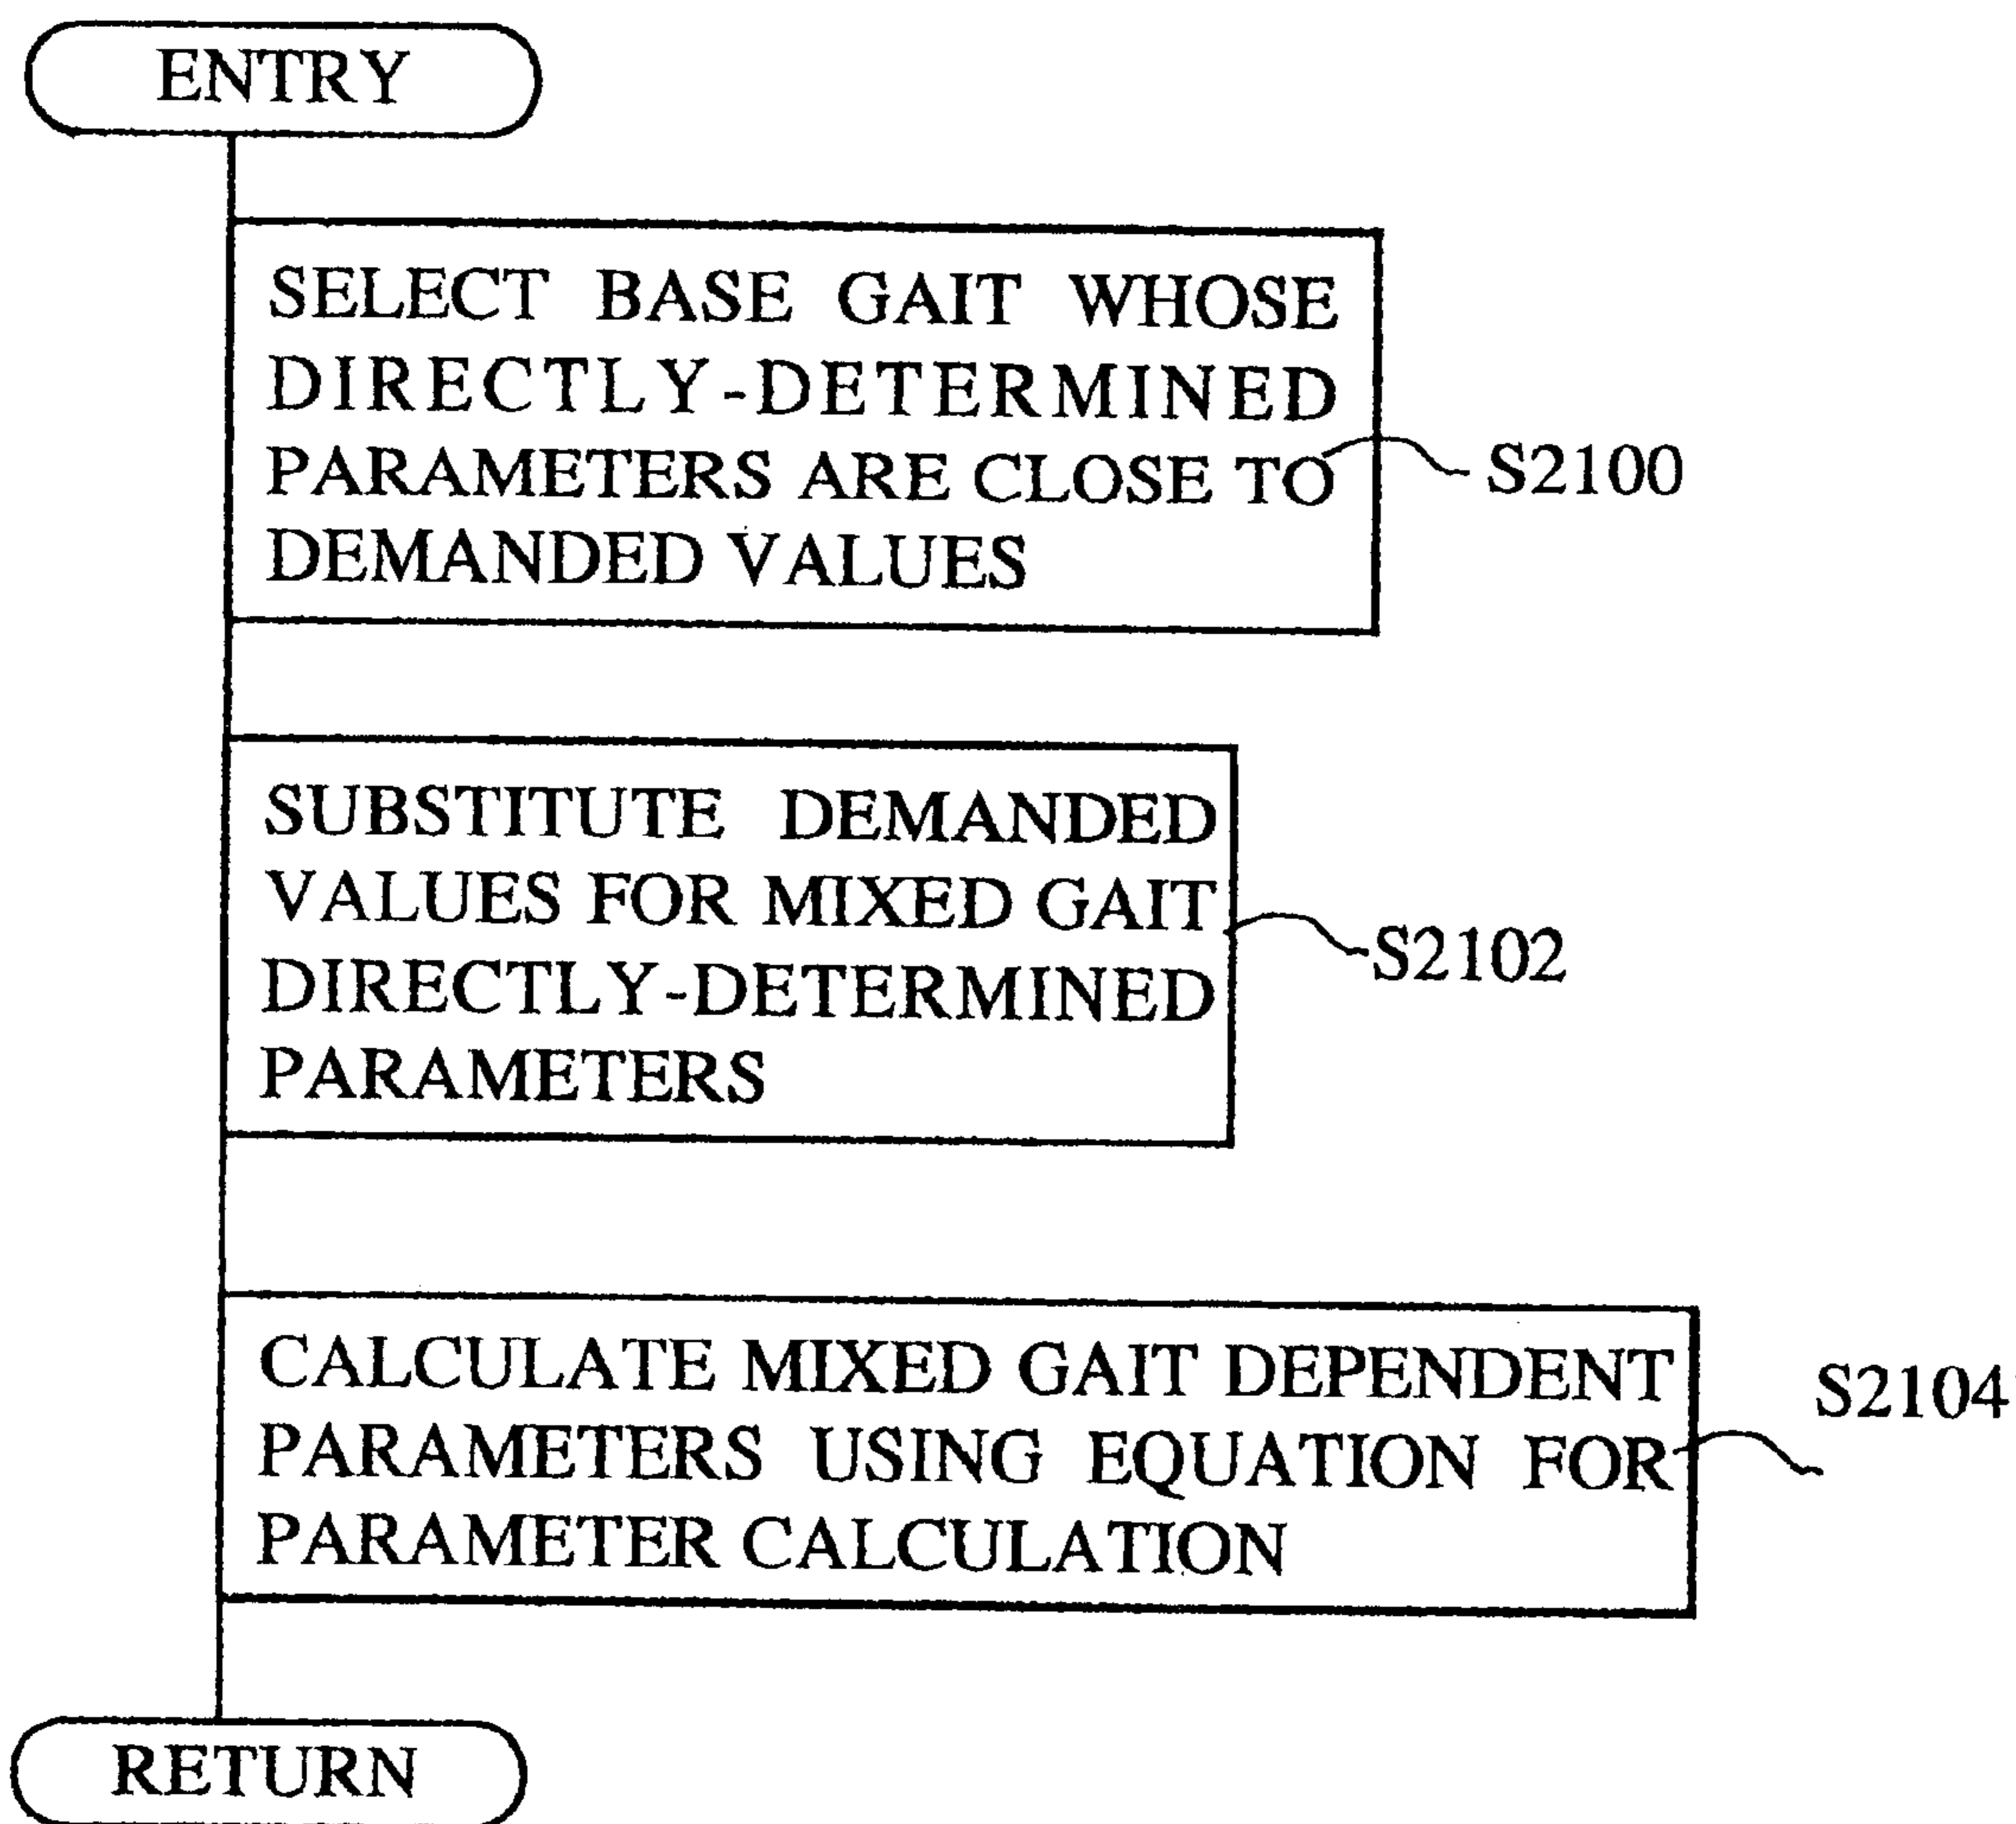 ENTRY
SELECT BASE GAIT WHOSE
DIRECTLY-DETERMINED
PARAMETERS ARE CLOSE TO
DEMANDED VALUES
S2100
SUBSTITUTE DEMANDED
VALUES FOR MIXED GAIT
DIRECTLY-DETERMINED
PARAMETERS
S2102
CALCULATE MIXED GAIT DEPENDENT
PARAMETERS USING EQUATION FOR
PARAMETER CALCULATION
S2104
RETURN